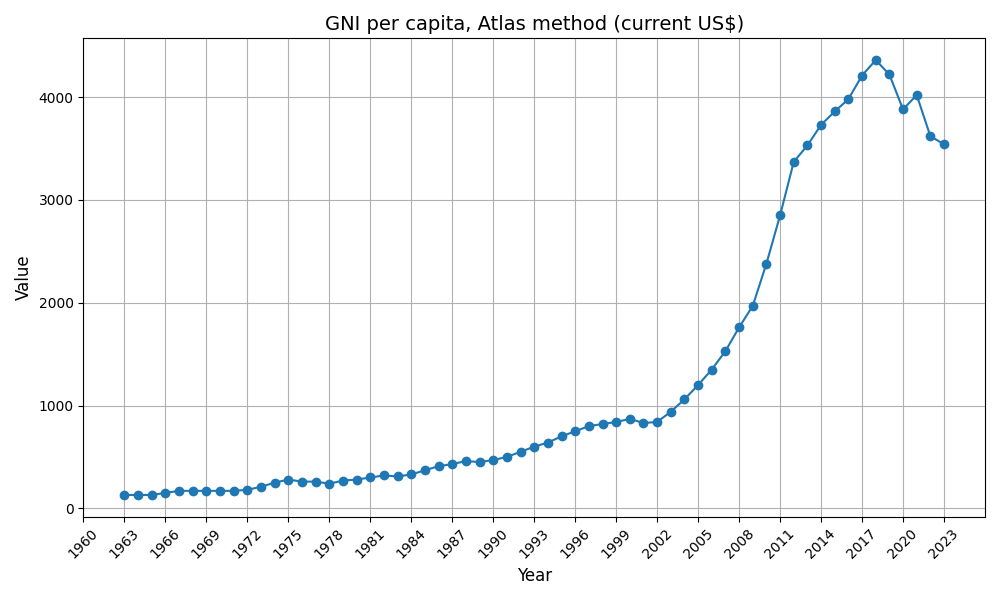 GNI per capita, Atlas method (current US$)
Value
4000
3000
2000
1000
0
1960 1963 1966 1969 1972 1975 1978 1981 1984 1987 1990 1993 1996 1999 2002 2005 2008 2011 2014 2017 2020 2023
Year